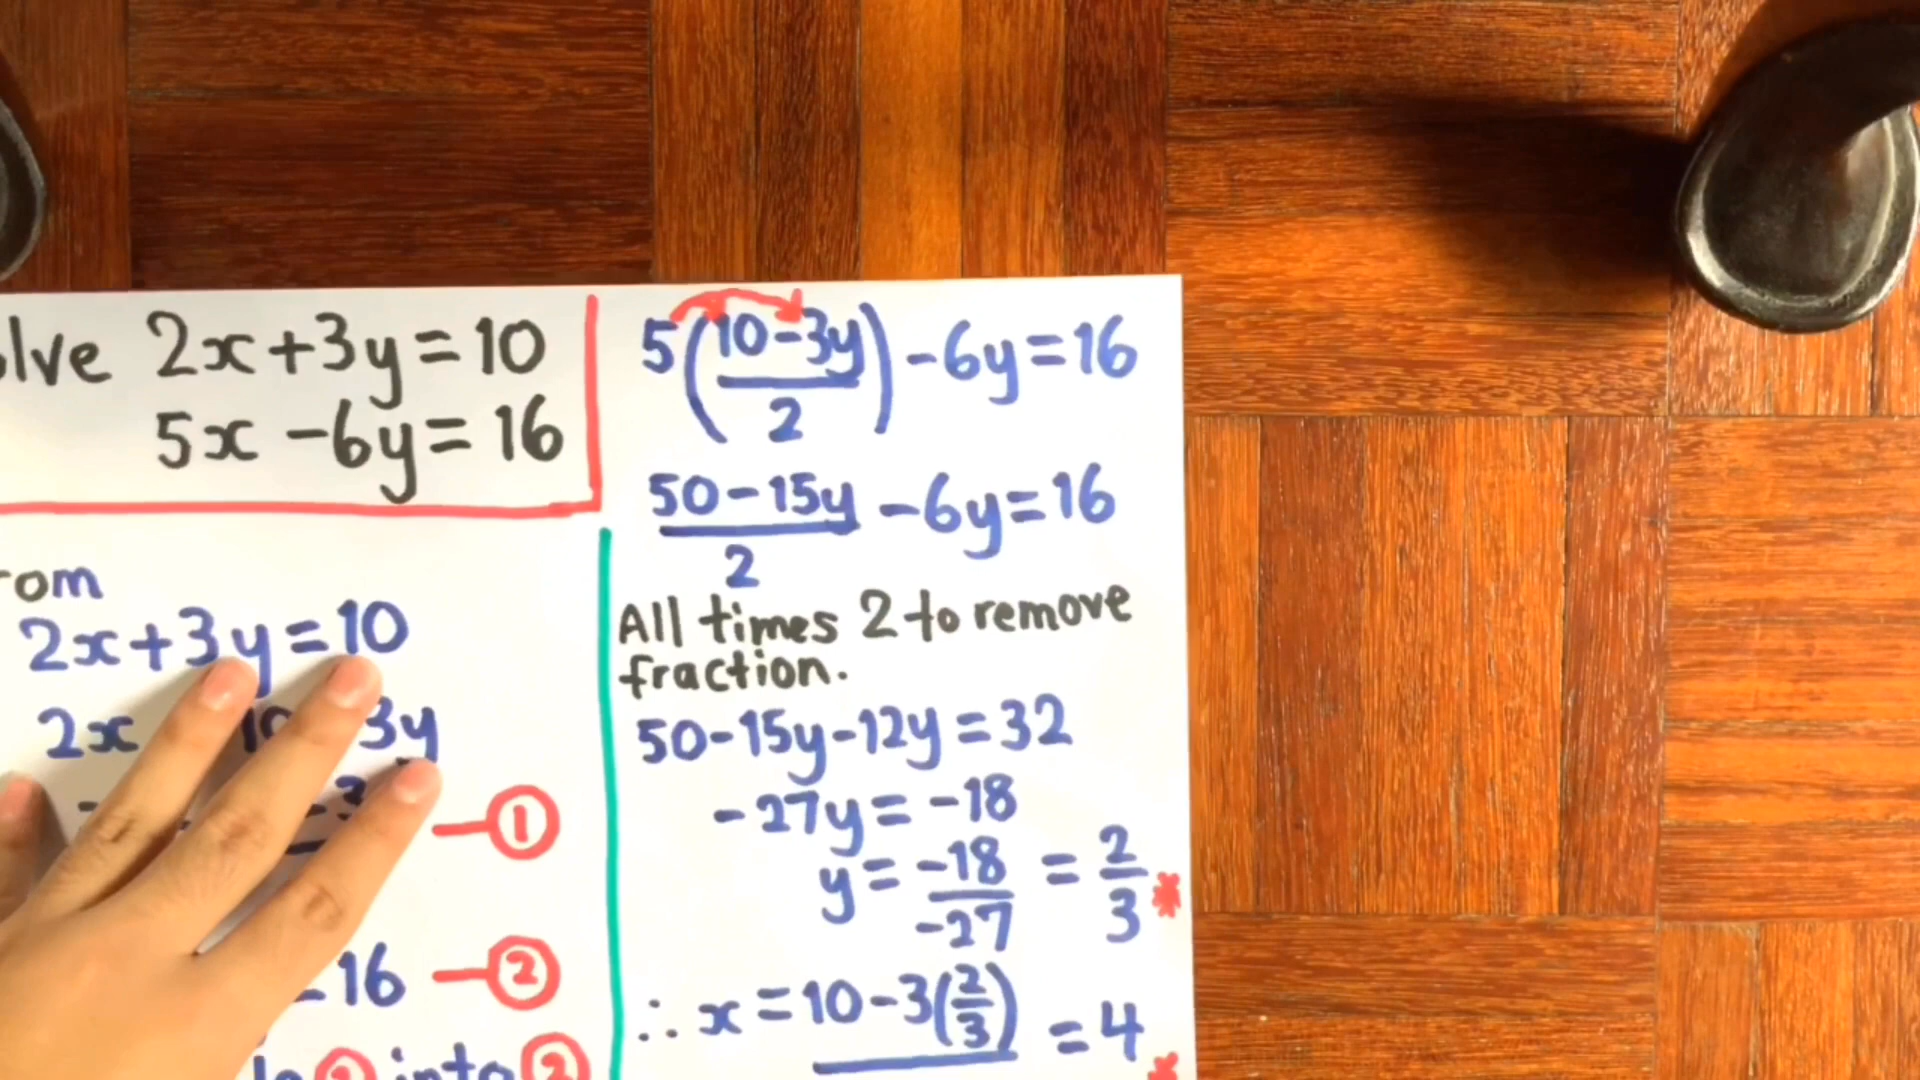 2x+3y=10
5x-6y=16
2x+3y=10
2x 3y
①
16 —②
into ②
5(10-3y/2)-6y=16
50-15y/2 -6y=16
All times 2 to remove
fraction.
50-15y-12y=32
-27y=-18
y=-18/-27=2/3*
∴ x=10-3(2/3) =4